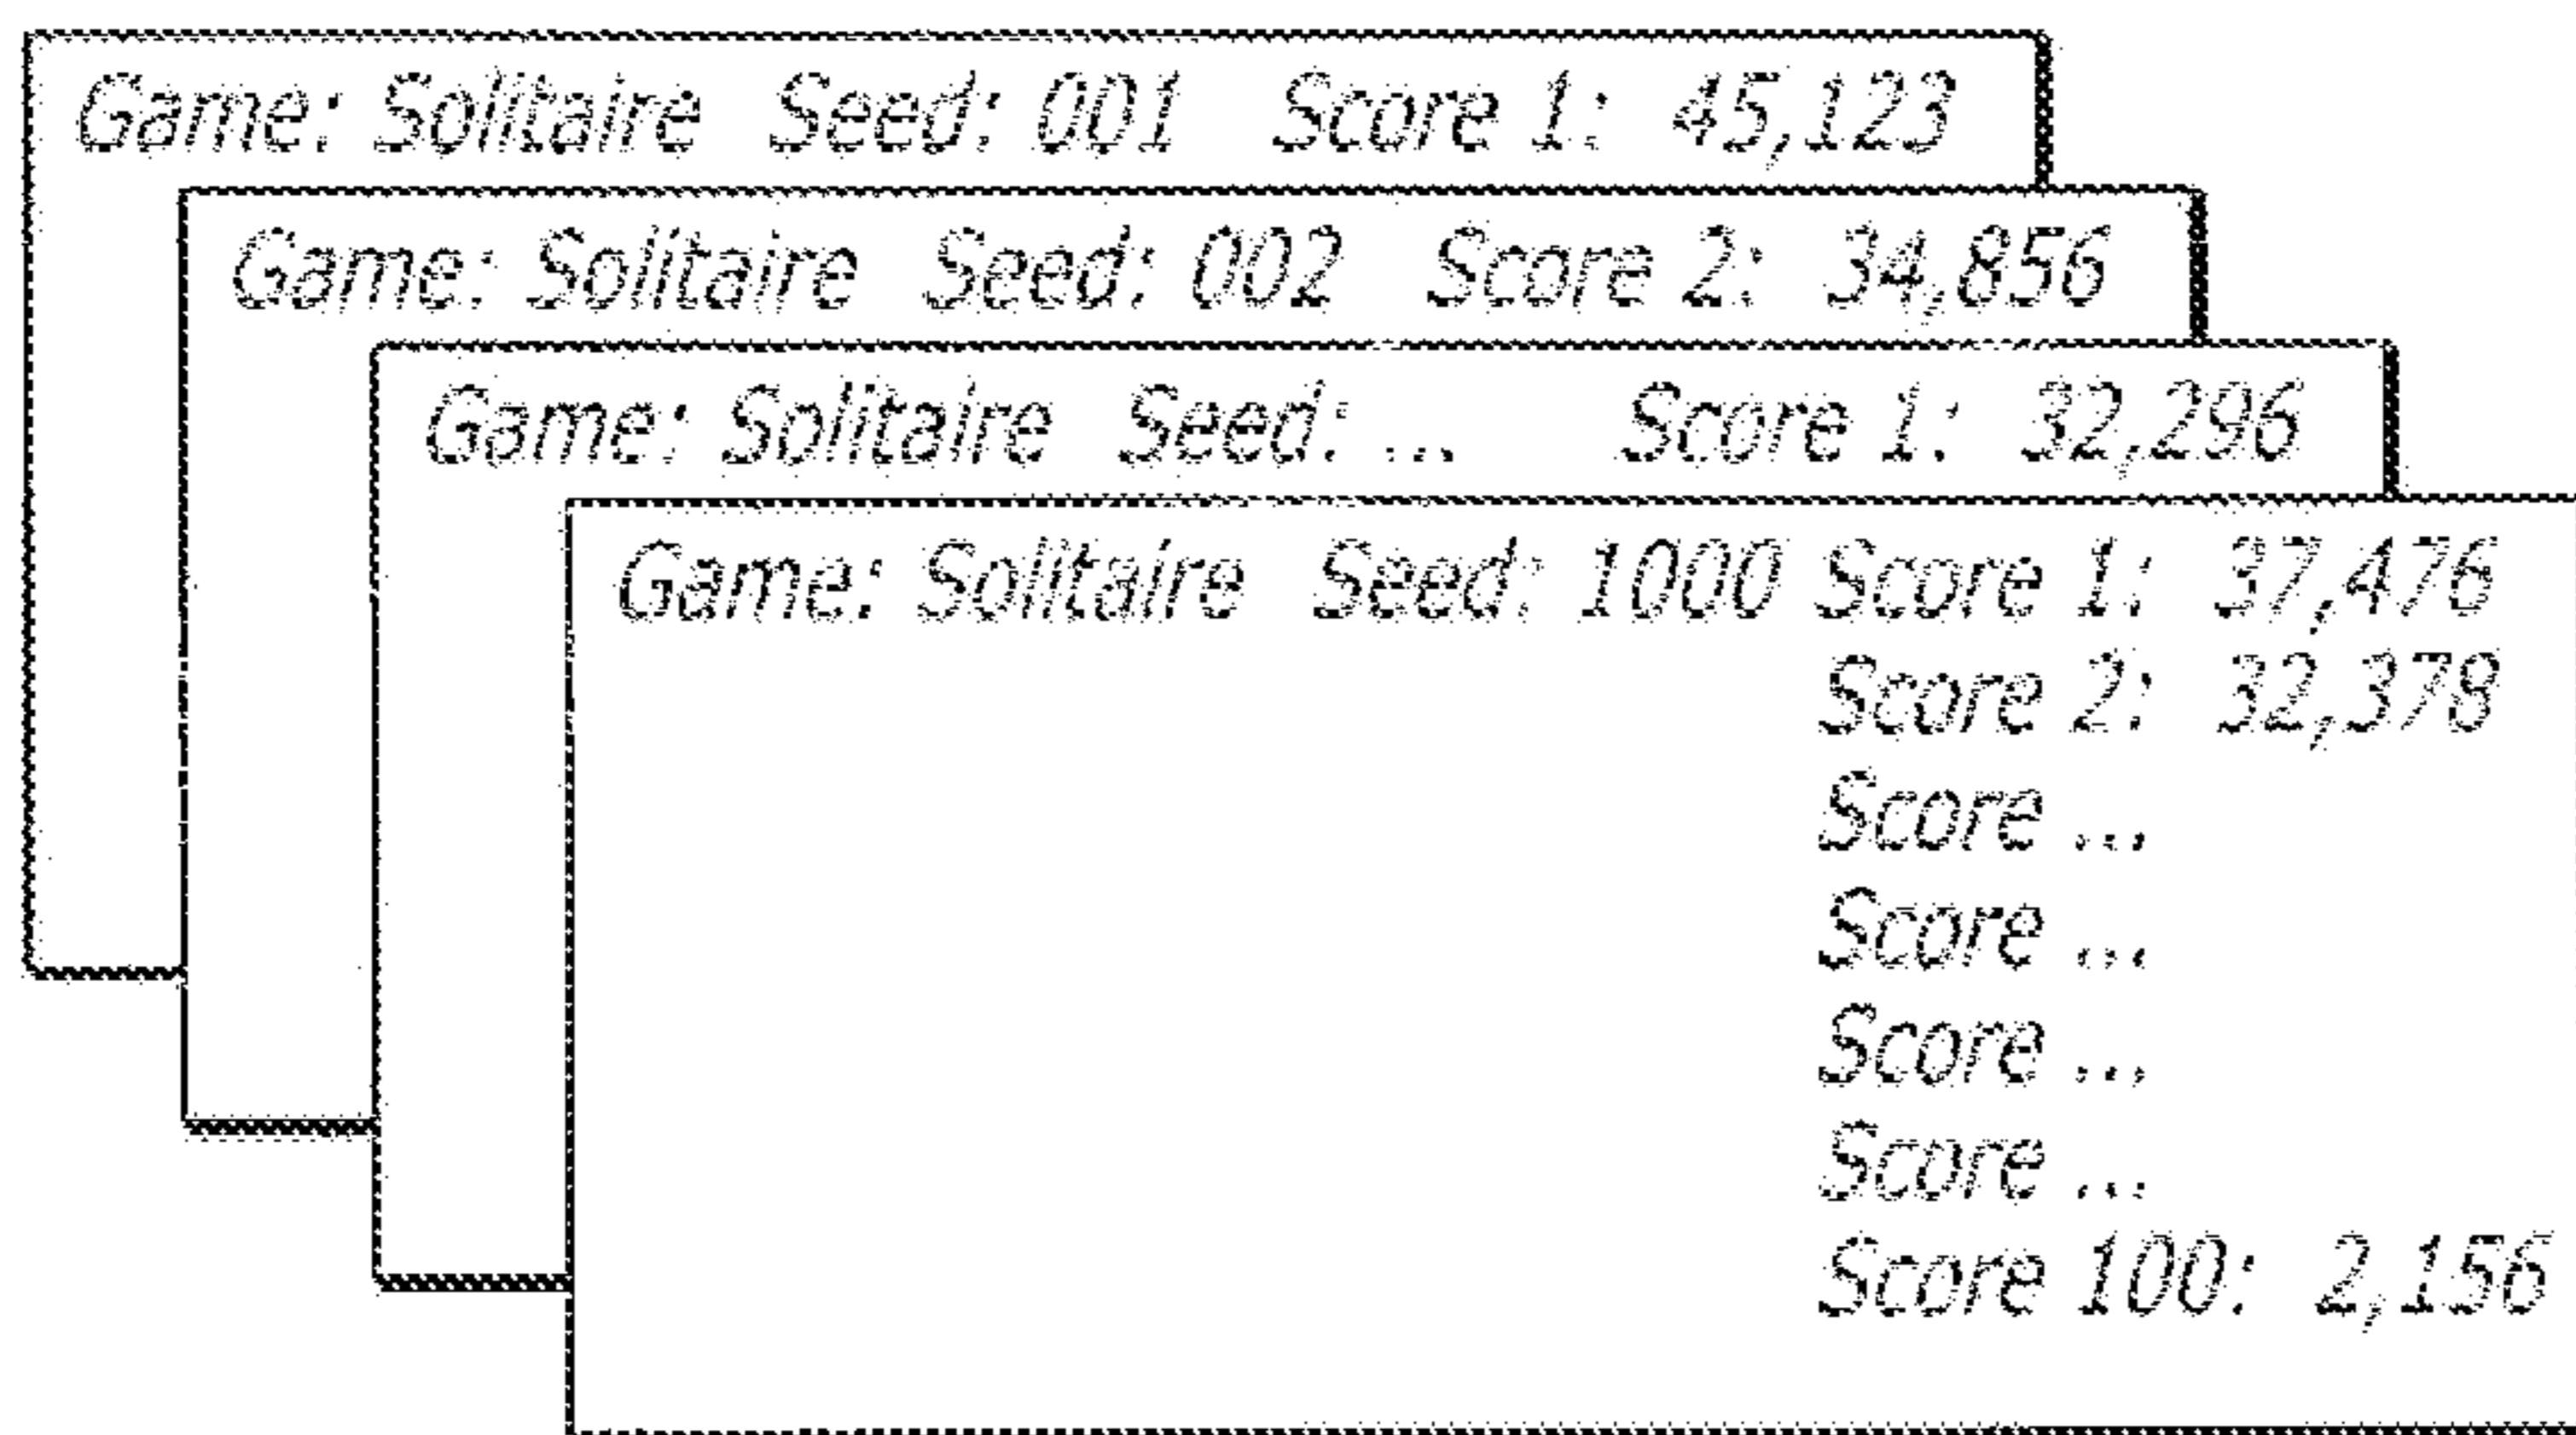 Game: Solitaire Seed: 001 Score 1: 45,123
Game: Solitaire Seed: 002 Score 2: 34,856
Game: Solitaire Seed: ... Score 1: 32,296
Game: Solitaire Seed: 1000 Score 1: 37,476
Score 2: 32,378
Score ...
Score ...
Score ...
Score ...
Score 100: 2,156